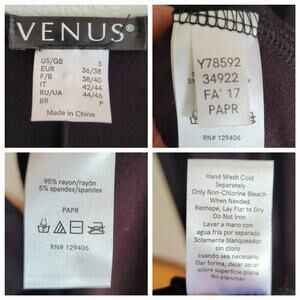 VENUS®
US/GB S
EUR 36/38
F/B 38/40
IT 42/44
RU/UA 44/46
BR P
Made in China
Y78592
34922
FA' 17
PAPR
RN# 129406
95% rayon/rayón
5% spandex/spandex
PAPR
RN# 129406
Hand Wash Cold
Separately
Only Non-Chlorine Bleach
When Needed
Reshape, Lay Flat to Dry
Do Not Iron
Lavar a mano con
agua fría por separado
Solamente blanqueador
sin cloro
cuando sea necesario
Dar forma, dejar secar
sobre superficie plana
No planchar